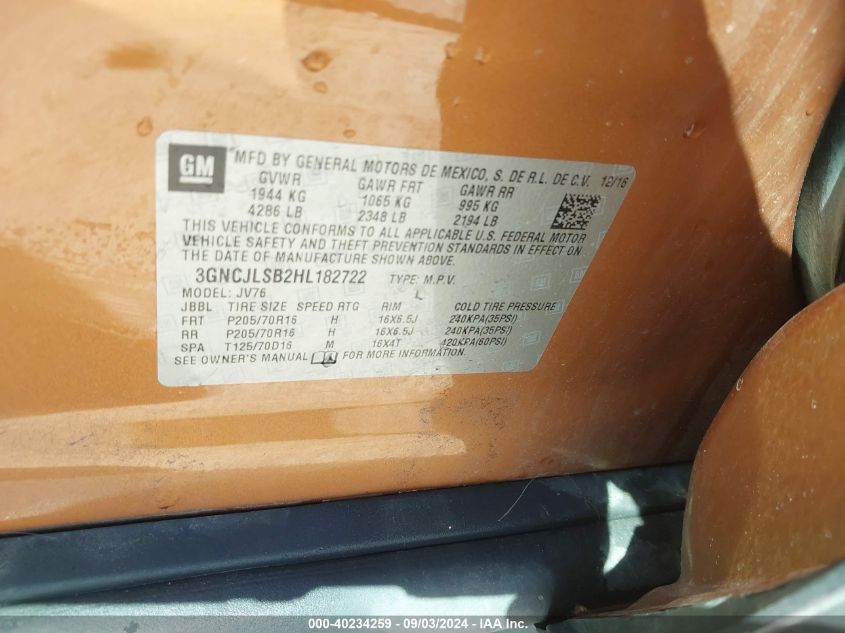 GM MFD BY GENERAL MOTORS DE MEXICO, S. DE R.L. DE C.V. 12/16
GVWR GAWR FRT GAWR RR
1944 KG 1065 KG 995 KG
4286 LB 2348 LB 2194 LB
THIS VEHICLE CONFORMS TO ALL APPLICABLE U.S. FEDERAL MOTOR
VEHICLE SAFETY AND THEFT PREVENTION STANDARDS IN EFFECT ON
THE DATE OF MANUFACTURE SHOWN ABOVE.
3GNCJLSB2HL182722 TYPE: M.P.V.
MODEL: JV76
JBBL TIRE SIZE SPEED RTG RIM COLD TIRE PRESSURE
FRT P205/70R16 H 16X6.5J 240KPA(35PSI)
RR P205/70R16 H 16X6.5J 240KPA(35PSI)
SPA T125/70D16 M 16X4T 420KPA(60PSI)
SEE OWNER'S MANUAL FOR MORE INFORMATION.
000-40234259 - 09/03/2024 - IAAI.com